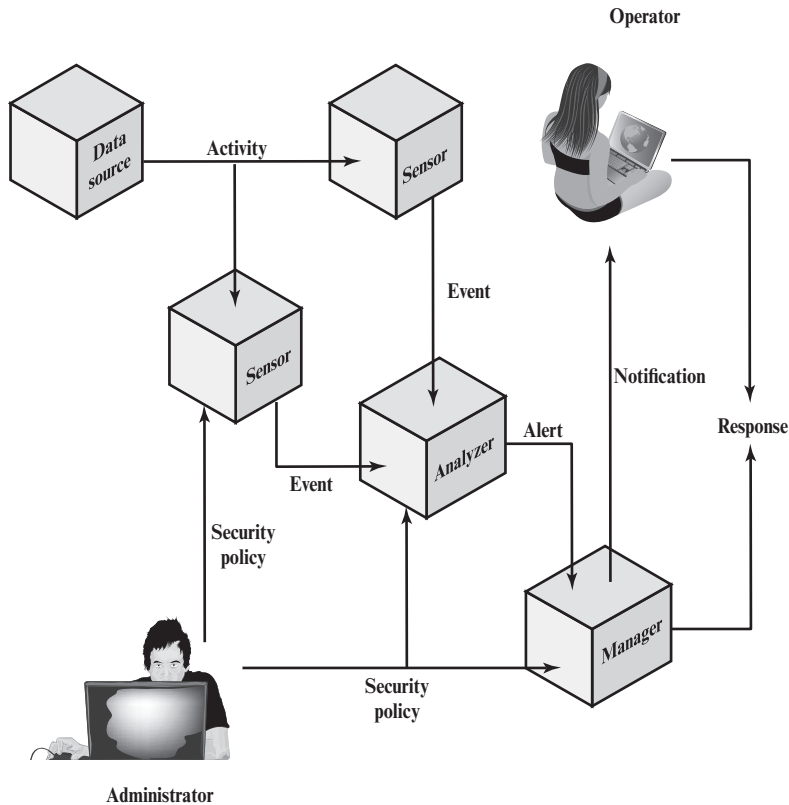 Operator
Data
source
Activity
Sensor
Event
Sensor
Notification
Alert
Response
Analyzer
Event
Security
policy
Manager
Security
policy
Administrator